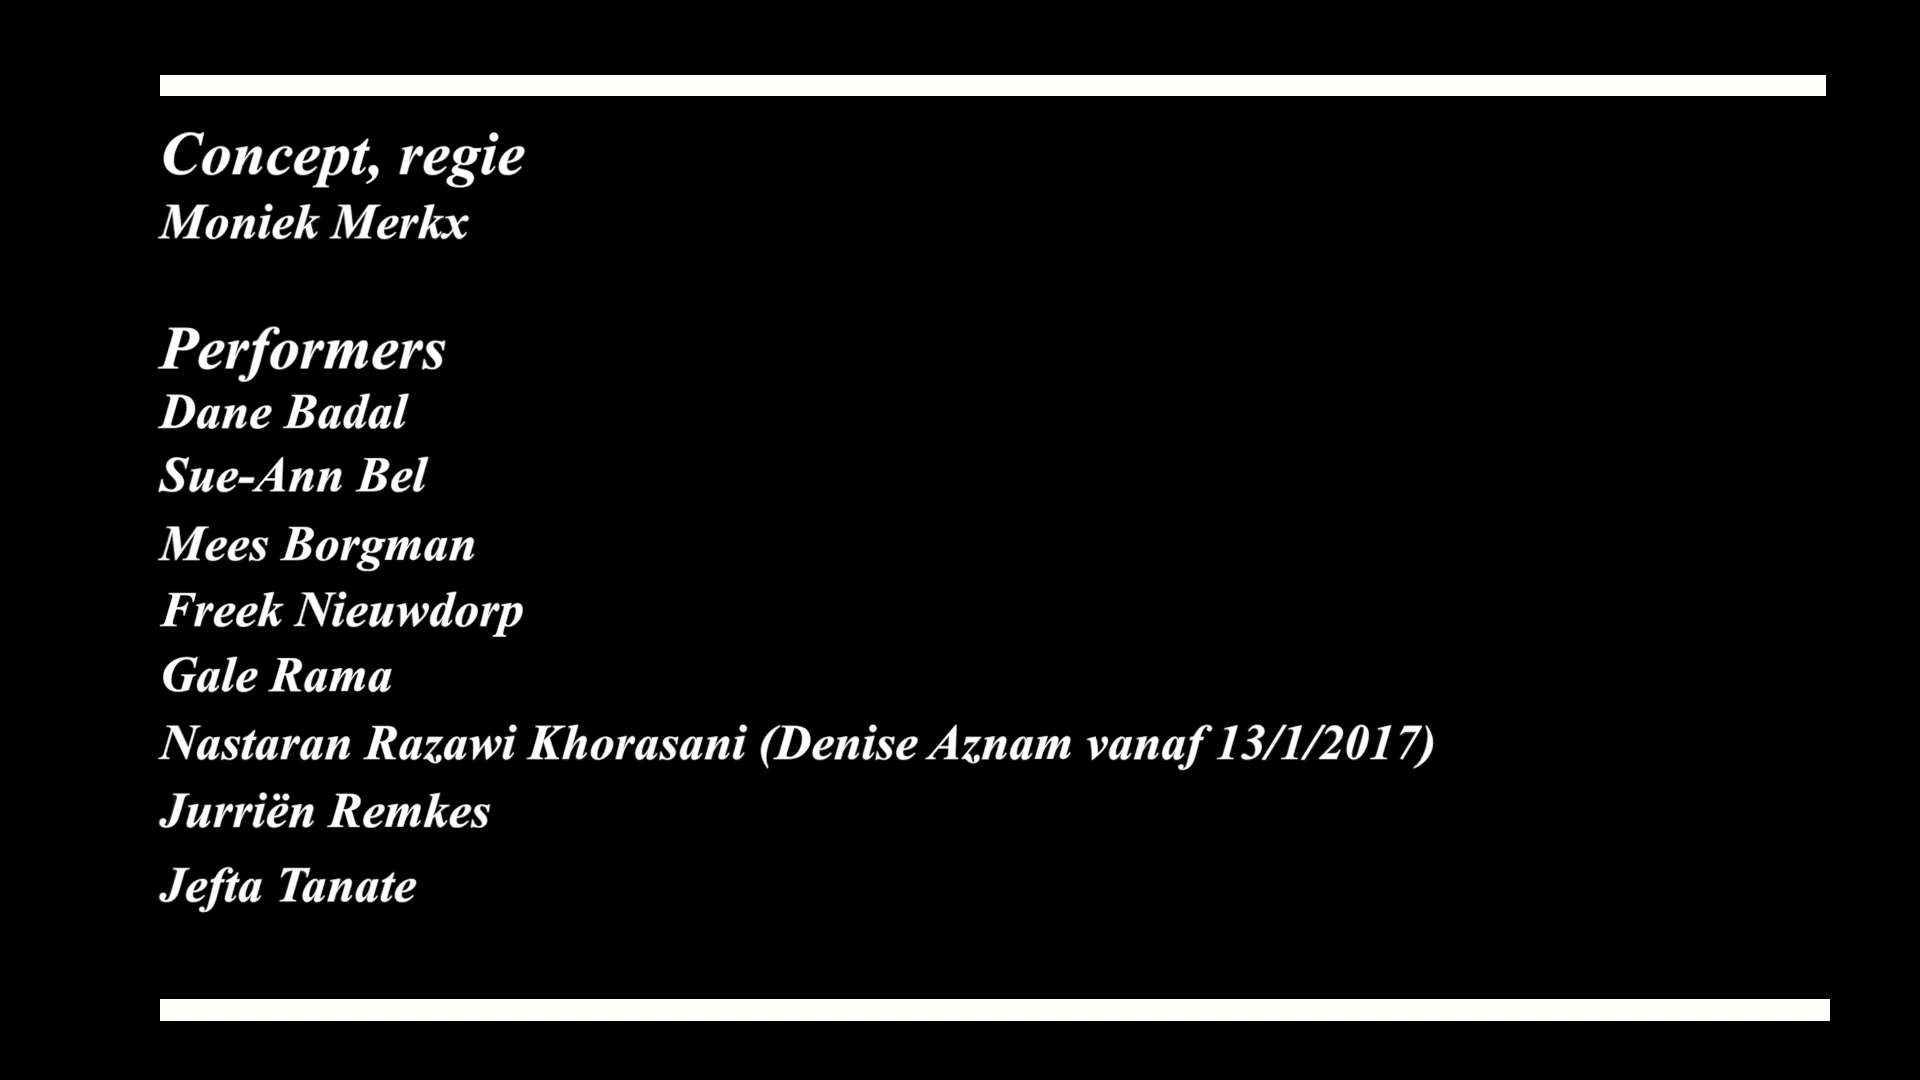 Concept, regie
Moniek Merkx
Performers
Dane Badal
Sue-Ann Bel
Mees Borgman
Freek Nieuwdorp
Gale Rama
Nastaran Razawi Khorasani (Denise Aznam vanaf 13/1/2017)
Jurriën Remkes
Jefta Tanate